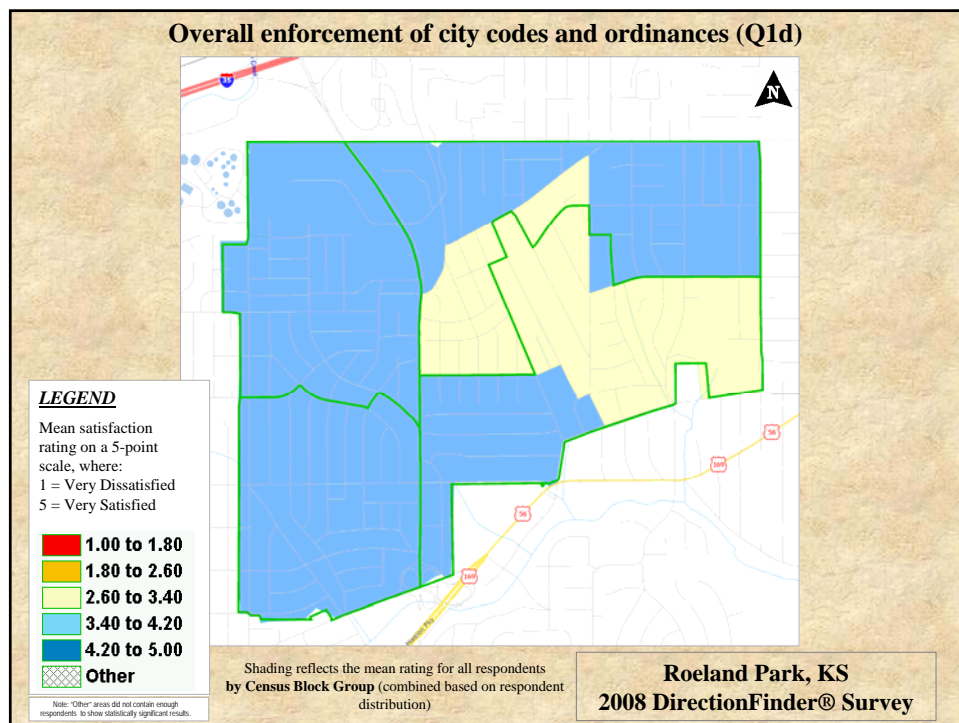 Overall enforcement of city codes and ordinances (Q1d)
35
N
LEGEND
Mean satisfaction
rating on a 5-point
scale, where:
1 = Very Dissatisfied
5 = Very Satisfied
1.00 to 1.80
1.80 to 2.60
2.60 to 3.40
3.40 to 4.20
4.20 to 5.00
Other
Note: "Other" areas did not contain enough
respondents to show statistically significant results.
56
169
56
169
Shading reflects the mean rating for all respondents
by Census Block Group (combined based on respondent
distribution)
Roeland Park, KS
2008 DirectionFinder® Survey